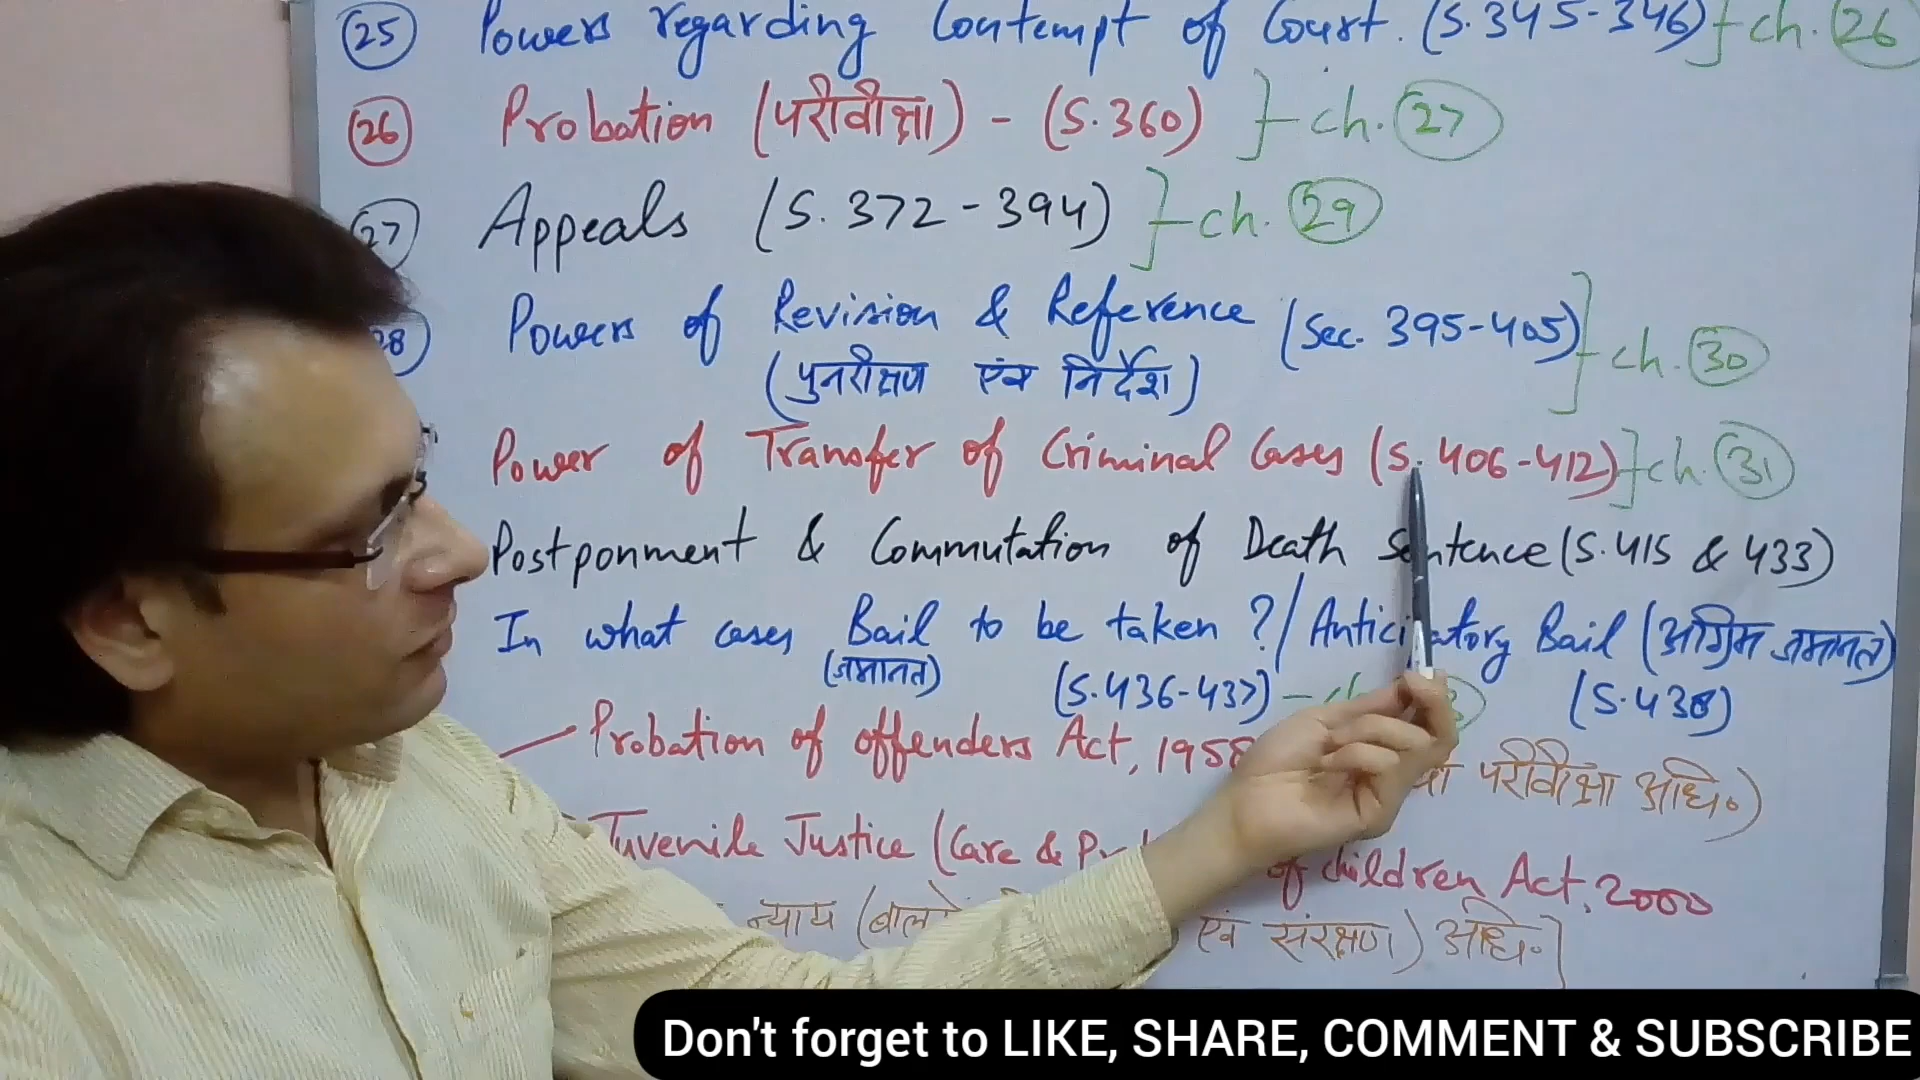 25 Powers regarding Contempt of Court. (S. 345-346) ch. 26
26 Probation (परीवीक्षा) - (S. 360) ch. 27
27 Appeals (S. 372-394) ch. 29
28 Powers of Revision & Reference (Sec. 395-405) ch. 30
(पुनरीक्षण एंव निर्देश)
Power of Transfer of Criminal Cases (S. 406-412) ch. 31
Postponment & Commutation of Death Sentence (S. 415 & 433)
In what cases Bail to be taken ? / Anticipatory Bail (अग्रिम जमानत)
(जमानत) (S. 436-437) - (S. 438)
Probation of offenders Act, 1958 परीवीक्षा अधि०)
Juvenile Justice (Care & of children Act, 2000
न्याय एवं संरक्षण) अधि०]
Don't forget to LIKE, SHARE, COMMENT & SUBSCRIBE